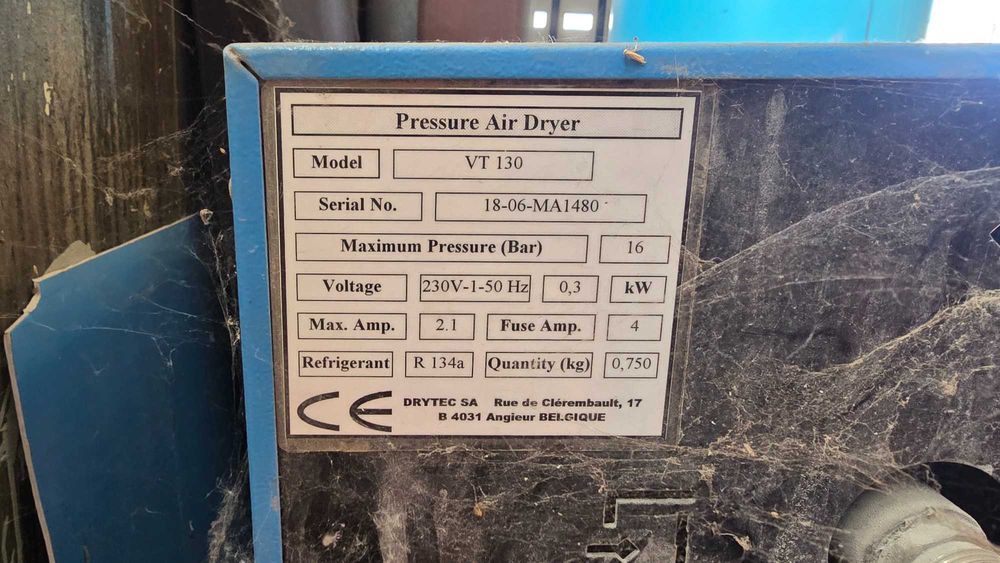 Pressure Air Dryer
Model VT 130
Serial No. 18-06-MA1480
Maximum Pressure (Bar) 16
Voltage 230V-1-50 Hz 0,3 kW
Max. Amp. 2.1 Fuse Amp. 4
Refrigerant R 134a Quantity (kg) 0,750
CE DRYTEC SA Rue de Clérembault, 17
B 4031 Angieur BELGIQUE